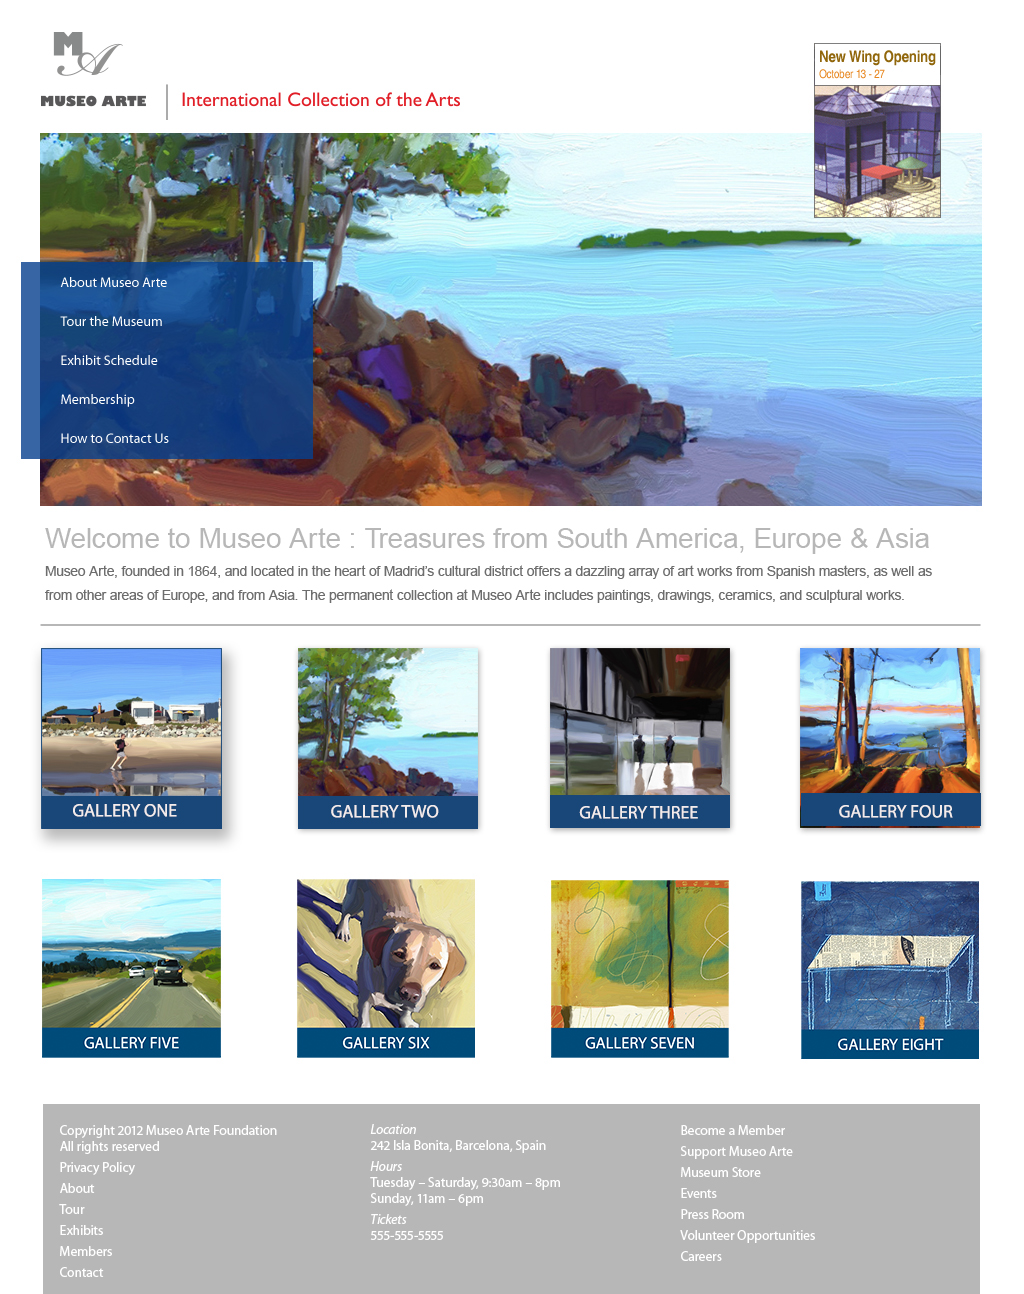 MA
MUSEO ARTE
International Collection of the Arts
New Wing Opening
October 13 - 27
About Museo Arte
Tour the Museum
Exhibit Schedule
Membership
How to Contact Us
Welcome to Museo Arte : Treasures from South America, Europe & Asia
Museo Arte, founded in 1864, and located in the heart of Madrid’s cultural district offers a dazzling array of art works from Spanish masters, as well as
from other areas of Europe, and from Asia. The permanent collection at Museo Arte includes paintings, drawings, ceramics, and sculptural works.
GALLERY ONE
GALLERY TWO
GALLERY THREE
GALLERY FOUR
GALLERY FIVE
GALLERY SIX
GALLERY SEVEN
GALLERY EIGHT
Copyright 2012 Museo Arte Foundation
All rights reserved
Privacy Policy
About
Tour
Exhibits
Members
Contact
Location
242 Isla Bonita, Barcelona, Spain
Hours
Tuesday – Saturday, 9:30am – 8pm
Sunday, 11am – 6pm
Tickets
555-555-5555
Become a Member
Support Museo Arte
Museum Store
Events
Press Room
Volunteer Opportunities
Careers